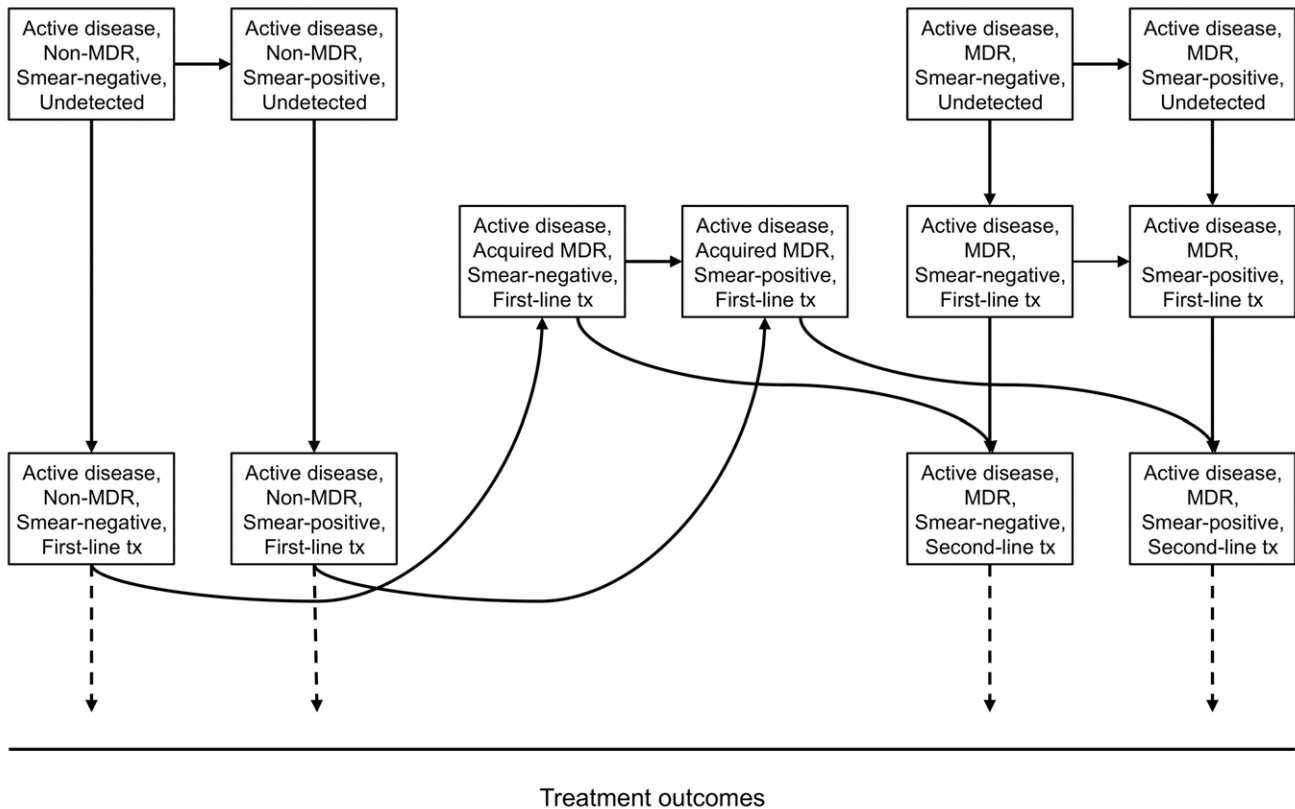 Active disease,
Non-MDR,
Smear-negative,
Undetected
Active disease,
Non-MDR,
Smear-positive,
Undetected
Active disease,
MDR,
Smear-negative,
Undetected
Active disease,
MDR,
Smear-positive,
Undetected
Active disease,
Acquired MDR,
Smear-negative,
First-line tx
Active disease,
Acquired MDR,
Smear-positive,
First-line tx
Active disease,
MDR,
Smear-negative,
First-line tx
Active disease,
MDR,
Smear-positive,
First-line tx
Active disease,
Non-MDR,
Smear-negative,
First-line tx
Active disease,
Non-MDR,
Smear-positive,
First-line tx
Active disease,
MDR,
Smear-negative,
Second-line tx
Active disease,
MDR,
Smear-positive,
Second-line tx
Treatment outcomes